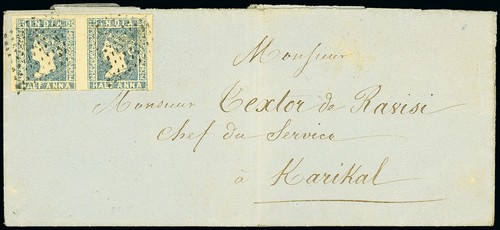 INDIA INDIA
HALF ANNA HALF ANNA
Monsieur
Monsieur Textor de Ravisi
Chef du Service
à Karikal